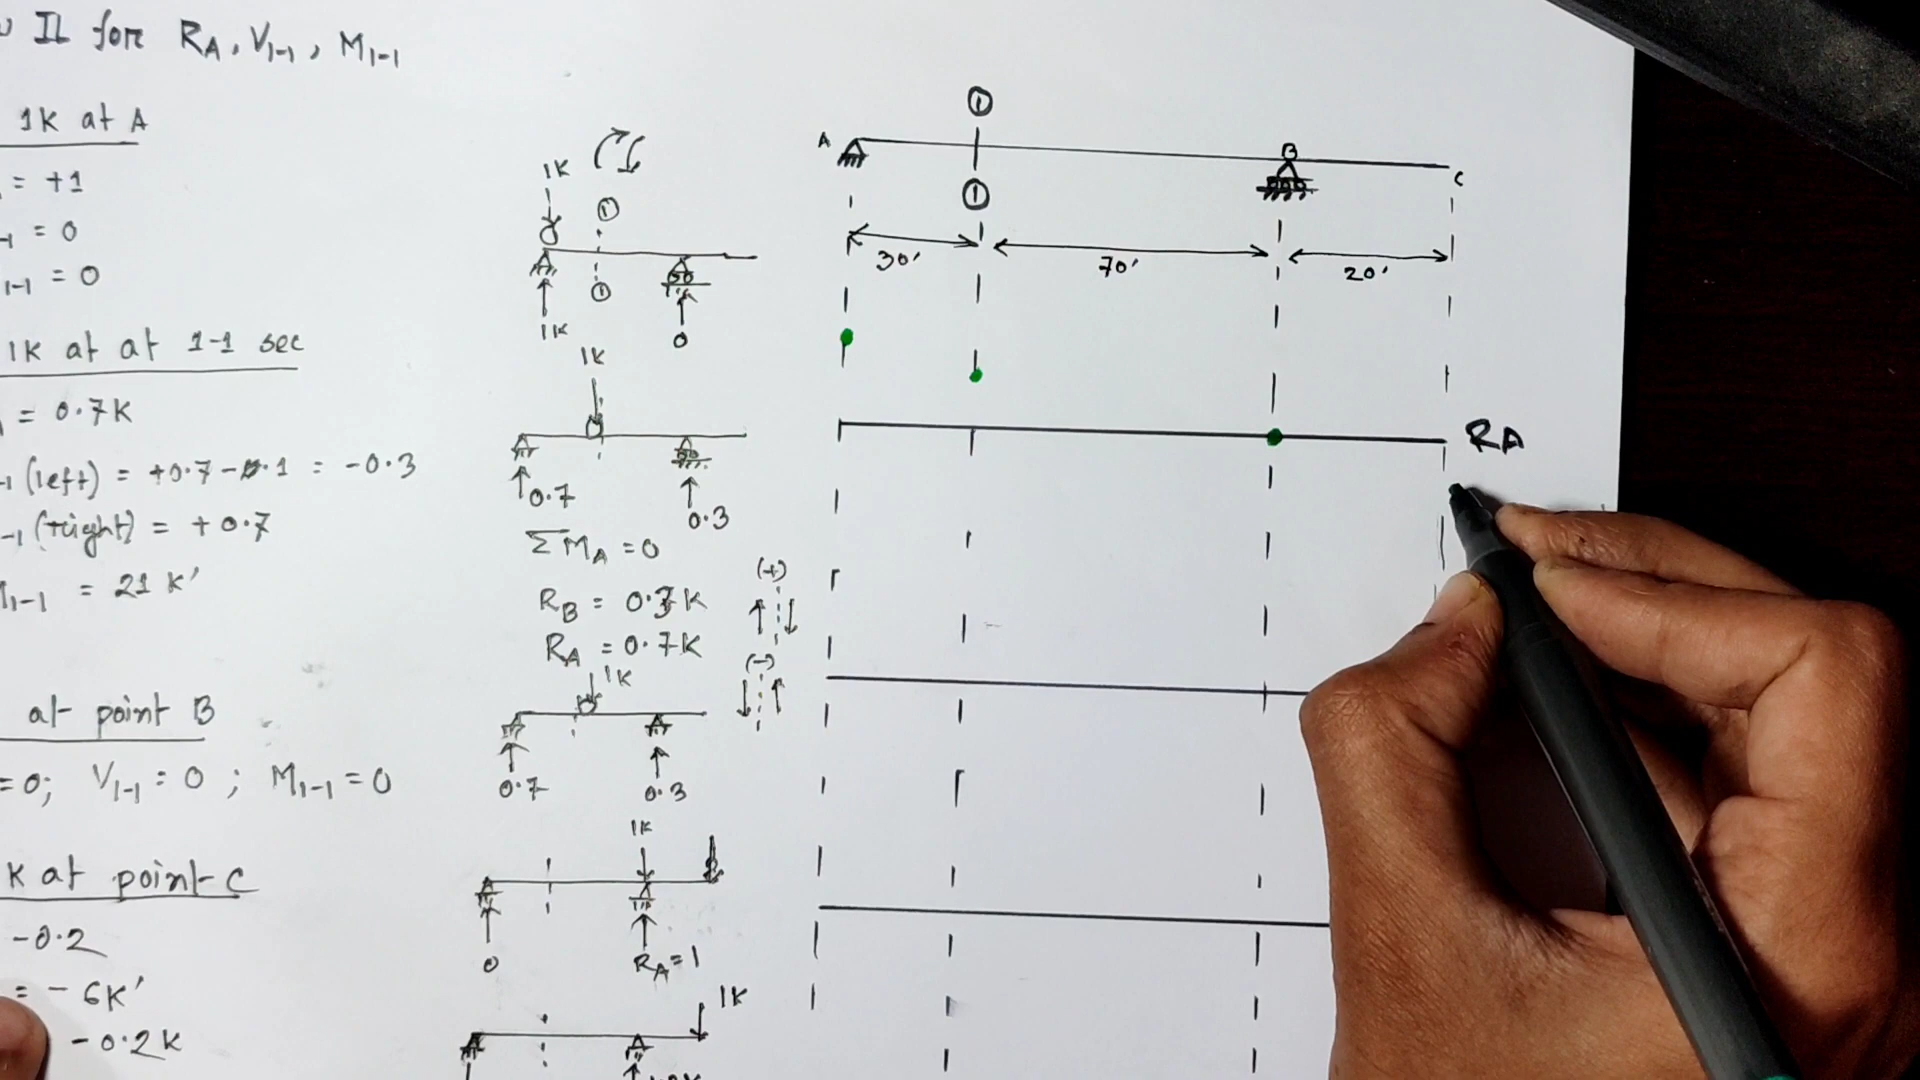 IL for RA, V1-1, M1-1
1K at A
= +1
= 0
1-1 = 0
1K at at 1-1 sec
= 0.7K
(left) = +0.7-0.1 = -0.3
-1 (right) = +0.7
M1-1 = 21 K'
at point B
=0; V1-1 = 0 ; M1-1 = 0
K at point C
-0.2
= -6K'
-0.2K
1K
1
1
1K
0
1K
0.7
0.3
ΣMA = 0
RB = 0.3K
RA = 0.7K
(+)
(-)
1K
0.7
0.3
1K
0
RA = 1
1K
1
A
B
C
1
30'
70'
20'
RA